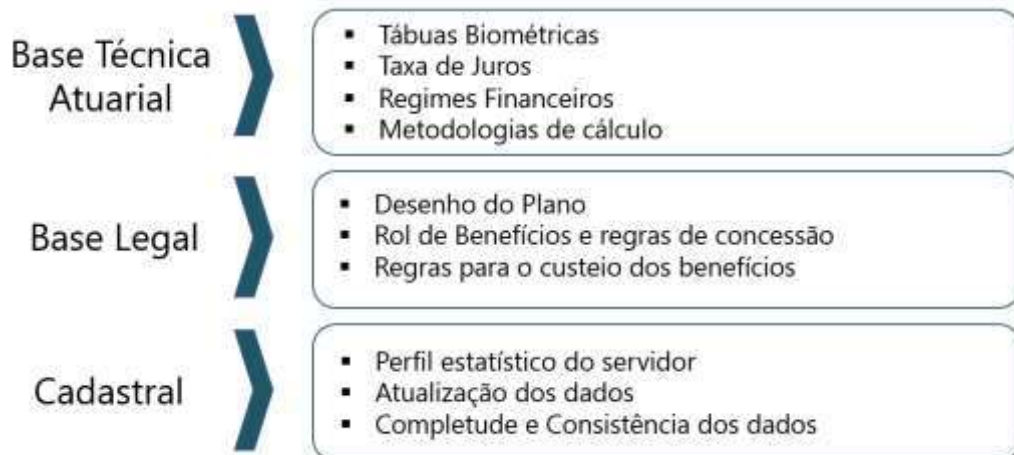 Base Técnica
Atuarial
▪ Tábuas Biométricas
▪ Taxa de Juros
▪ Regimes Financeiros
▪ Metodologias de cálculo
Base Legal
▪ Desenho do Plano
▪ Rol de Benefícios e regras de concessão
▪ Regras para o custeio dos benefícios
Cadastral
▪ Perfil estatístico do servidor
▪ Atualização dos dados
▪ Completude e Consistência dos dados